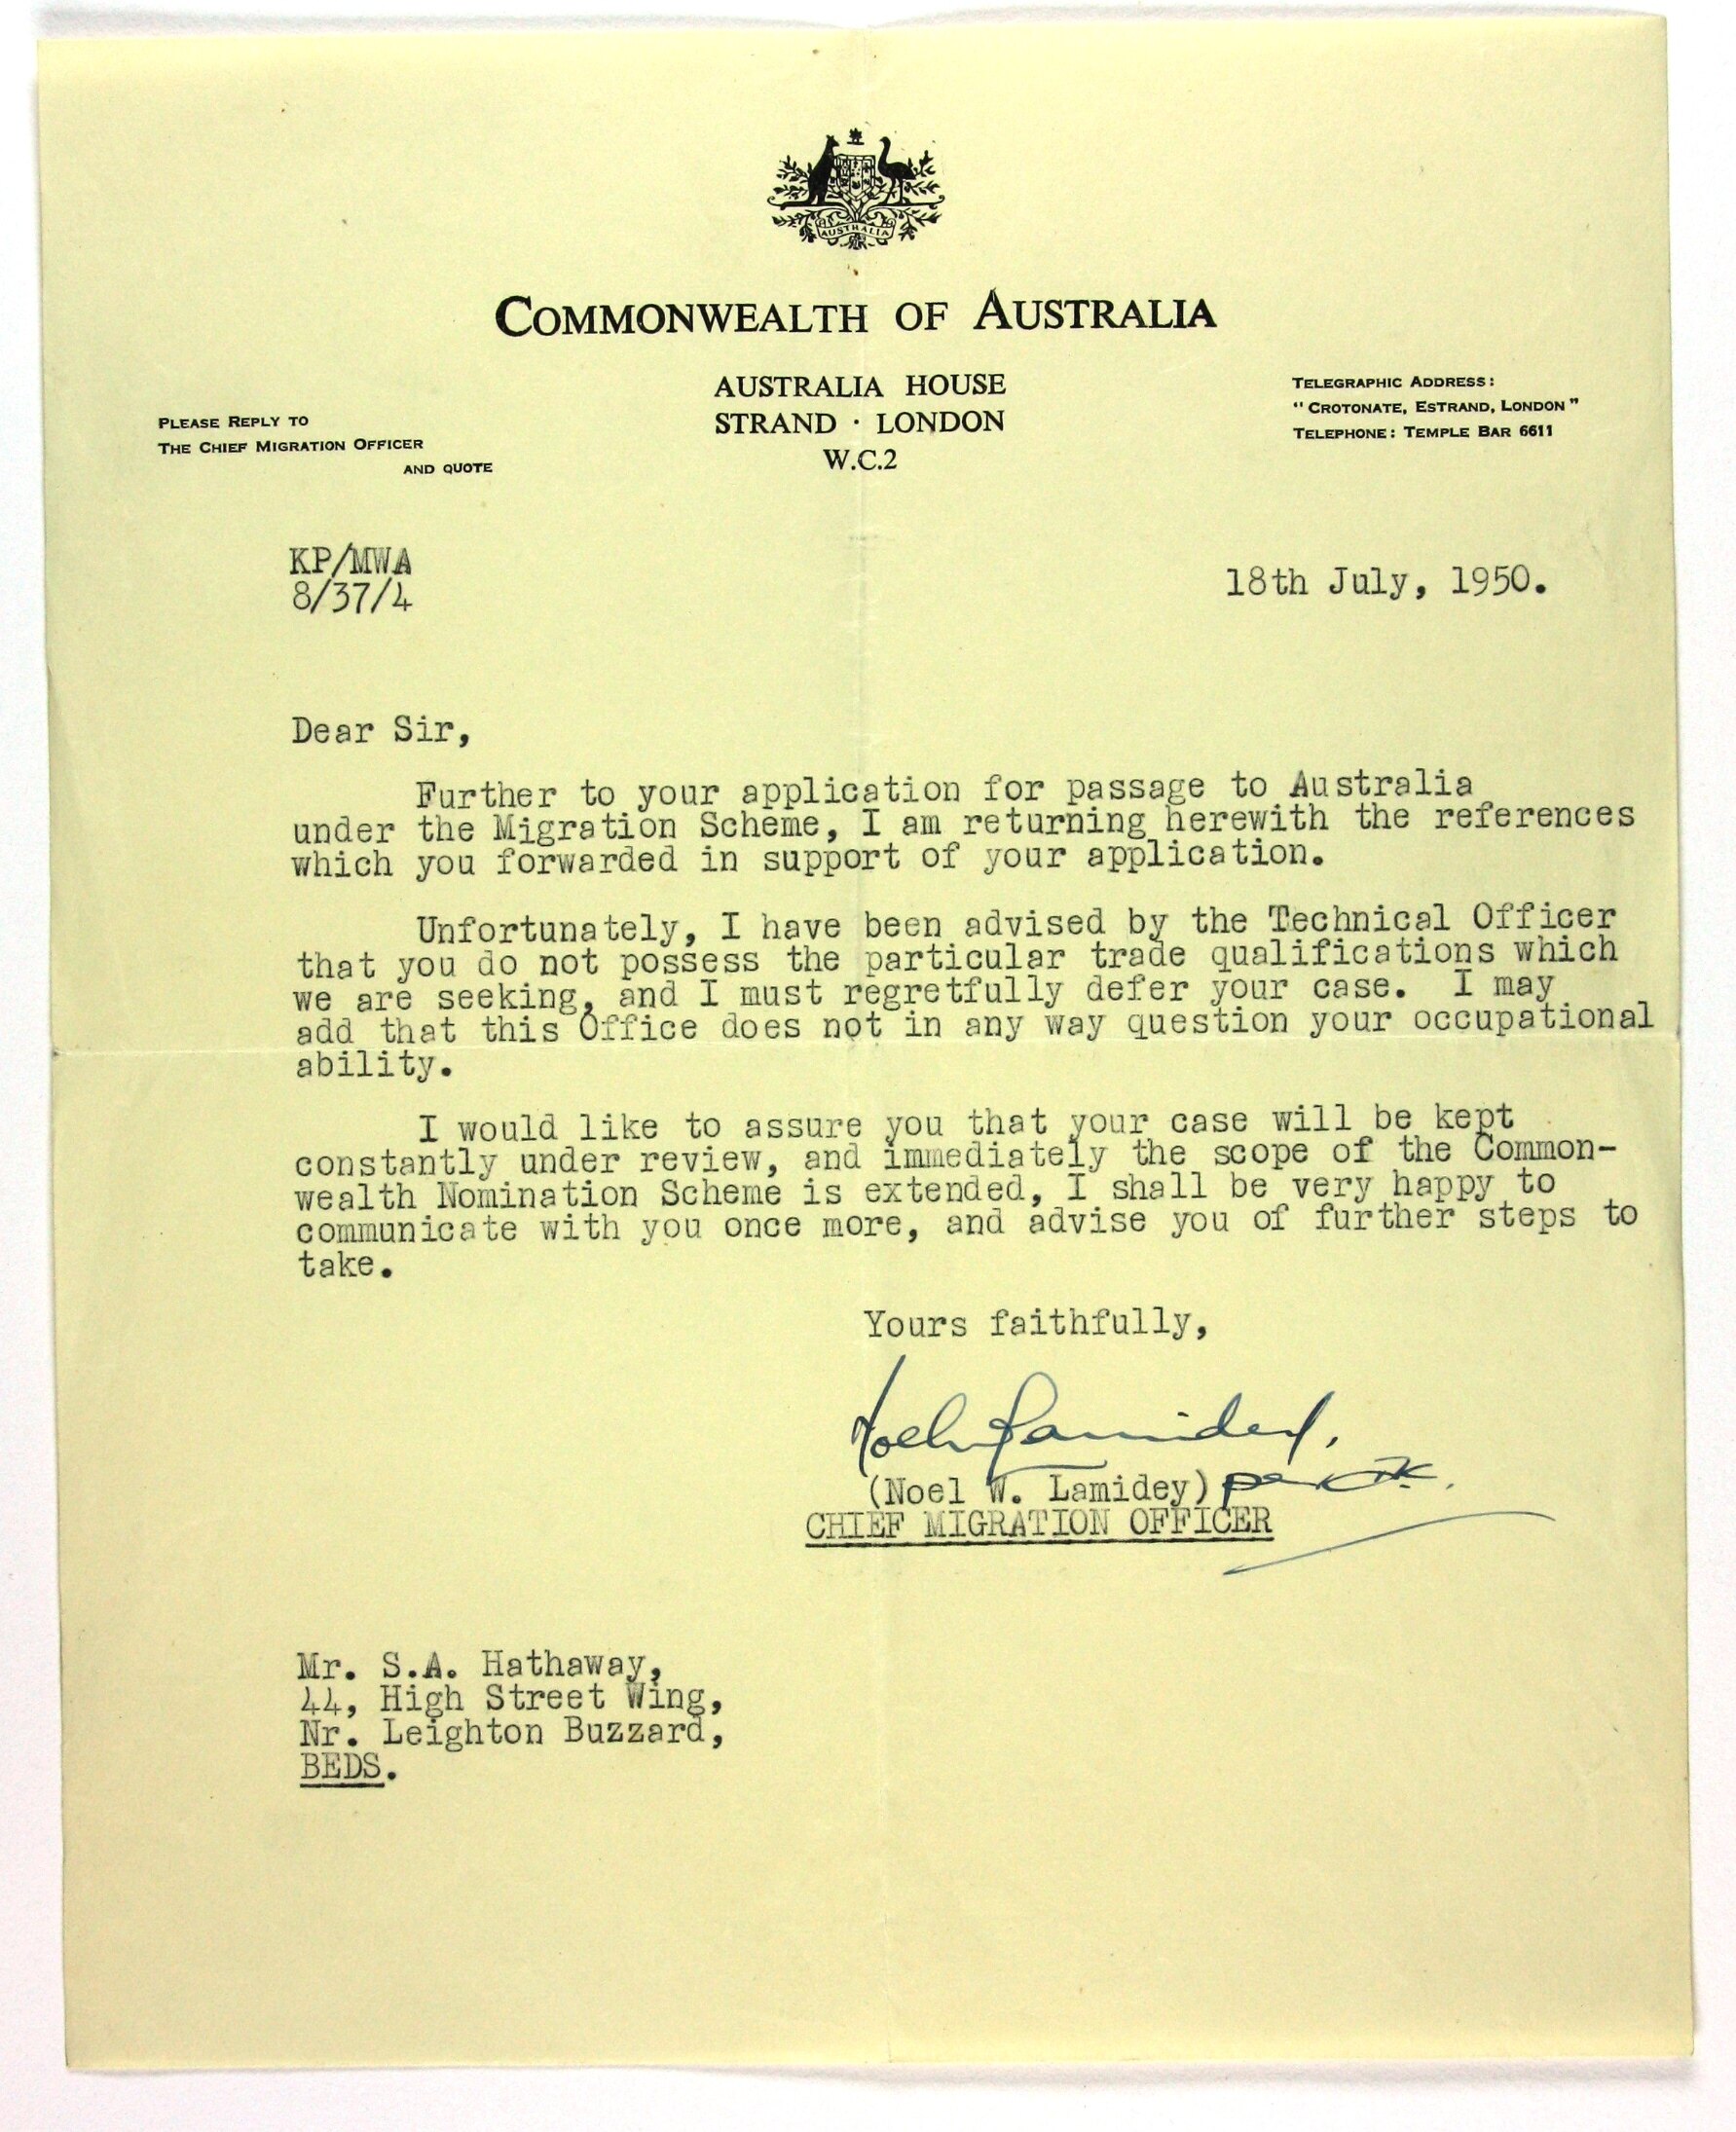 AUSTRALIA
COMMONWEALTH OF AUSTRALIA
AUSTRALIA HOUSE
STRAND · LONDON
W.C.2
PLEASE REPLY TO
THE CHIEF MIGRATION OFFICER
AND QUOTE
TELEGRAPHIC ADDRESS:
"CROTONATE, ESTRAND, LONDON"
TELEPHONE: TEMPLE BAR 6611
KP/MWA
8/37/4
18th July, 1950.
Dear Sir,
Further to your application for passage to Australia
under the Migration Scheme, I am returning herewith the references
which you forwarded in support of your application.
Unfortunately, I have been advised by the Technical Officer
that you do not possess the particular trade qualifications which
we are seeking, and I must regretfully defer your case. I may
add that this Office does not in any way question your occupational
ability.
I would like to assure you that your case will be kept
constantly under review, and immediately the scope of the Common-
wealth Nomination Scheme is extended, I shall be very happy to
communicate with you once more, and advise you of further steps to
take.
Yours faithfully,
Noel Lamidey.
(Noel W. Lamidey) per
CHIEF MIGRATION OFFICER
Mr. S.A. Hathaway,
44, High Street Wing,
Nr. Leighton Buzzard,
BEDS.